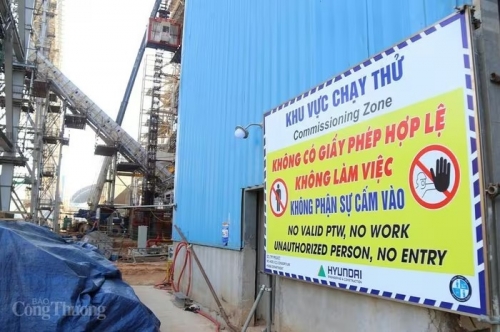 KHU VỰC CHẠY THỬ
Commissioning Zone
KHÔNG CÓ GIẤY PHÉP HỢP LỆ
KHÔNG LÀM VIỆC
KHÔNG PHẬN SỰ CẤM VÀO
NO VALID PTW, NO WORK
UNAUTHORIZED PERSON, NO ENTRY
HYUNDAI
BÁO
Công Thương